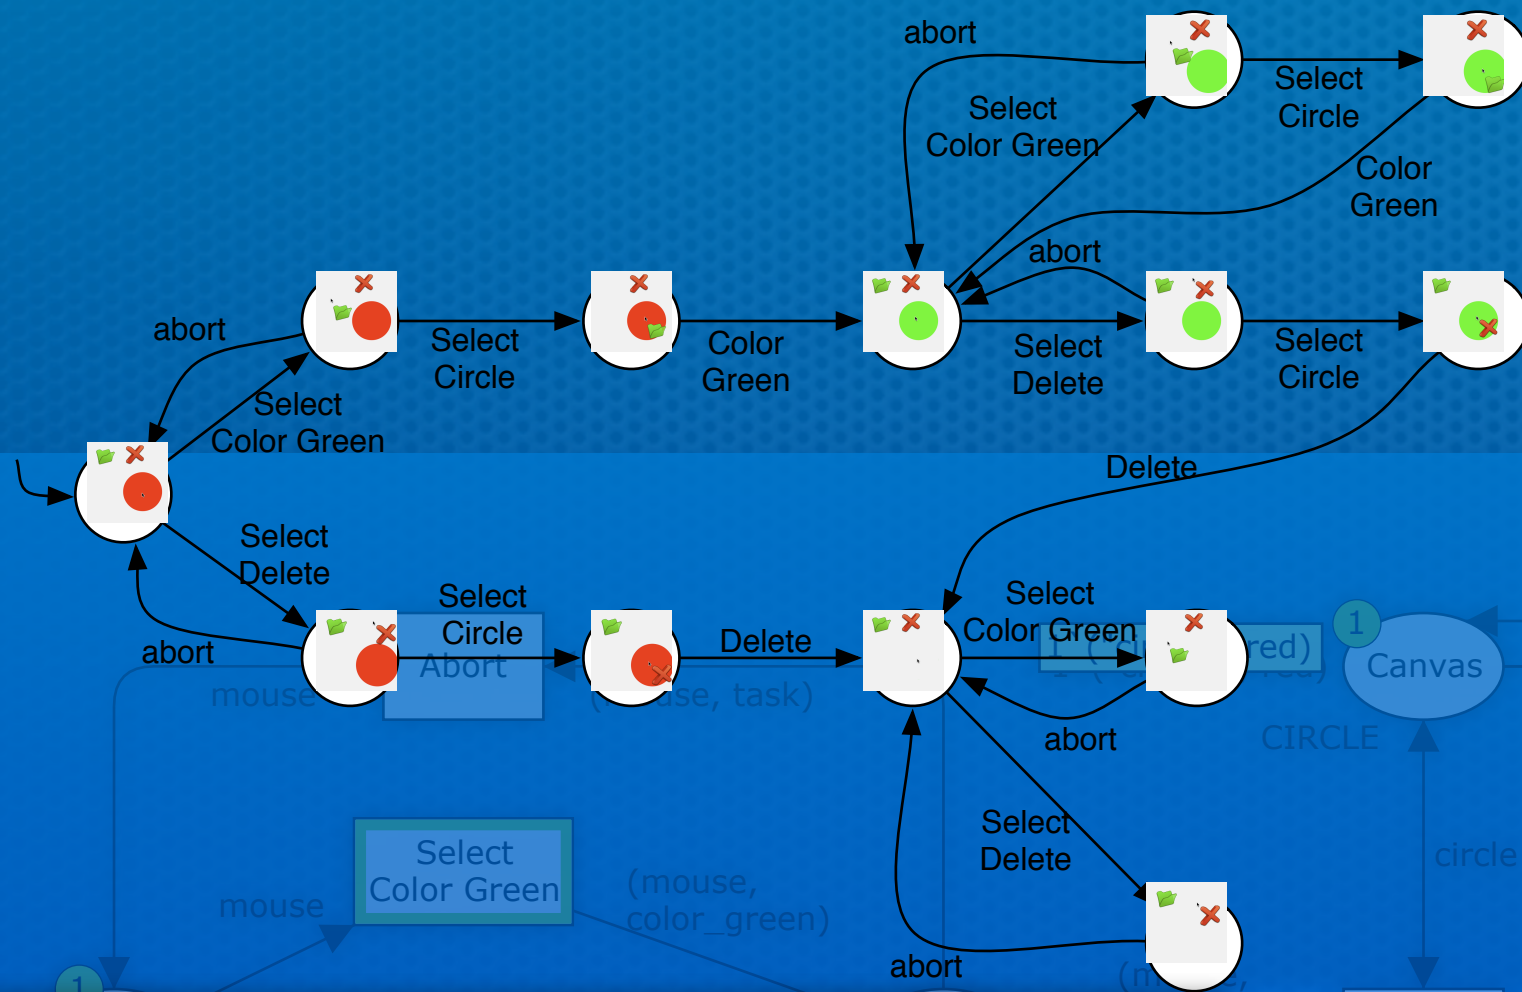 abort
Select
Circle
Select
Color Green
Color
Green
abort
abort
Select
Circle
Color
Green
Select
Delete
Select
Circle
Select
Color Green
Delete
Select
Delete
Select
Circle
Select
Color Green
1
abort
Delete
Abort
red)
Canvas
mouse
task)
abort
CIRCLE
Select
Delete
Select
Color Green
circle
mouse
(mouse,
color_green)
abort
1